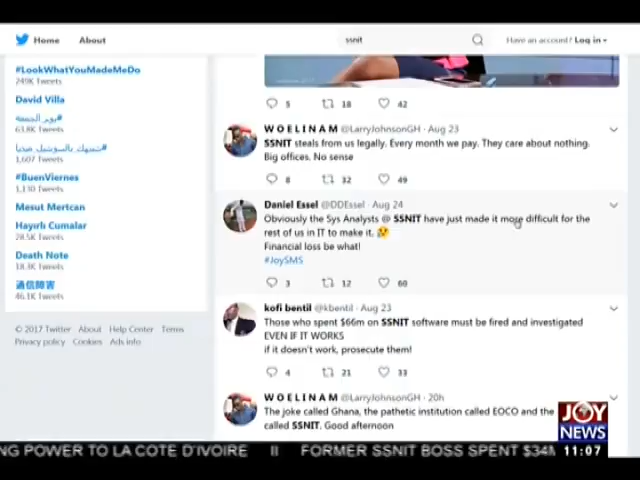 Home
About
ssnit
Have an account? Log in
#LookWhatYouMadeMeDo
249K Tweets
David Villa
63.8K Tweets
1,607 Tweets
#BuenViernes
1,130 Tweets
Mesut Mertcan
Hayırlı Cumalar
28.5K Tweets
Death Note
18.3K Tweets
通信障害
46.1K Tweets
© 2017 Twitter About Help Center Terms
Privacy policy Cookies Ads info
5 18 42
W O E L I N A M @LarryJohnsonGH · Aug 23
SSNIT steals from us legally. Every month we pay. They care about nothing.
Big offices. No sense
8 32 49
Daniel Essel @DDEssel · Aug 24
Obviously the Sys Analysts @ SSNIT have just made it more difficult for the
rest of us in IT to make it. 😢
Financial loss be what!
#JoySMS
3 12 60
kofi bentil @kbentil · Aug 23
Those who spent $66m on SSNIT software must be fired and investigated
EVEN IF IT WORKS
if it doesn't work, prosecute them!
4 21 33
W O E L I N A M @LarryJohnsonGH · 20h
The joke called Ghana, the pathetic institution called EOCO and the
called SSNIT. Good afternoon
JOY
NEWS
NG POWER TO LA COTE D'IVOIRE II FORMER SSNIT BOSS SPENT $34M
11:07